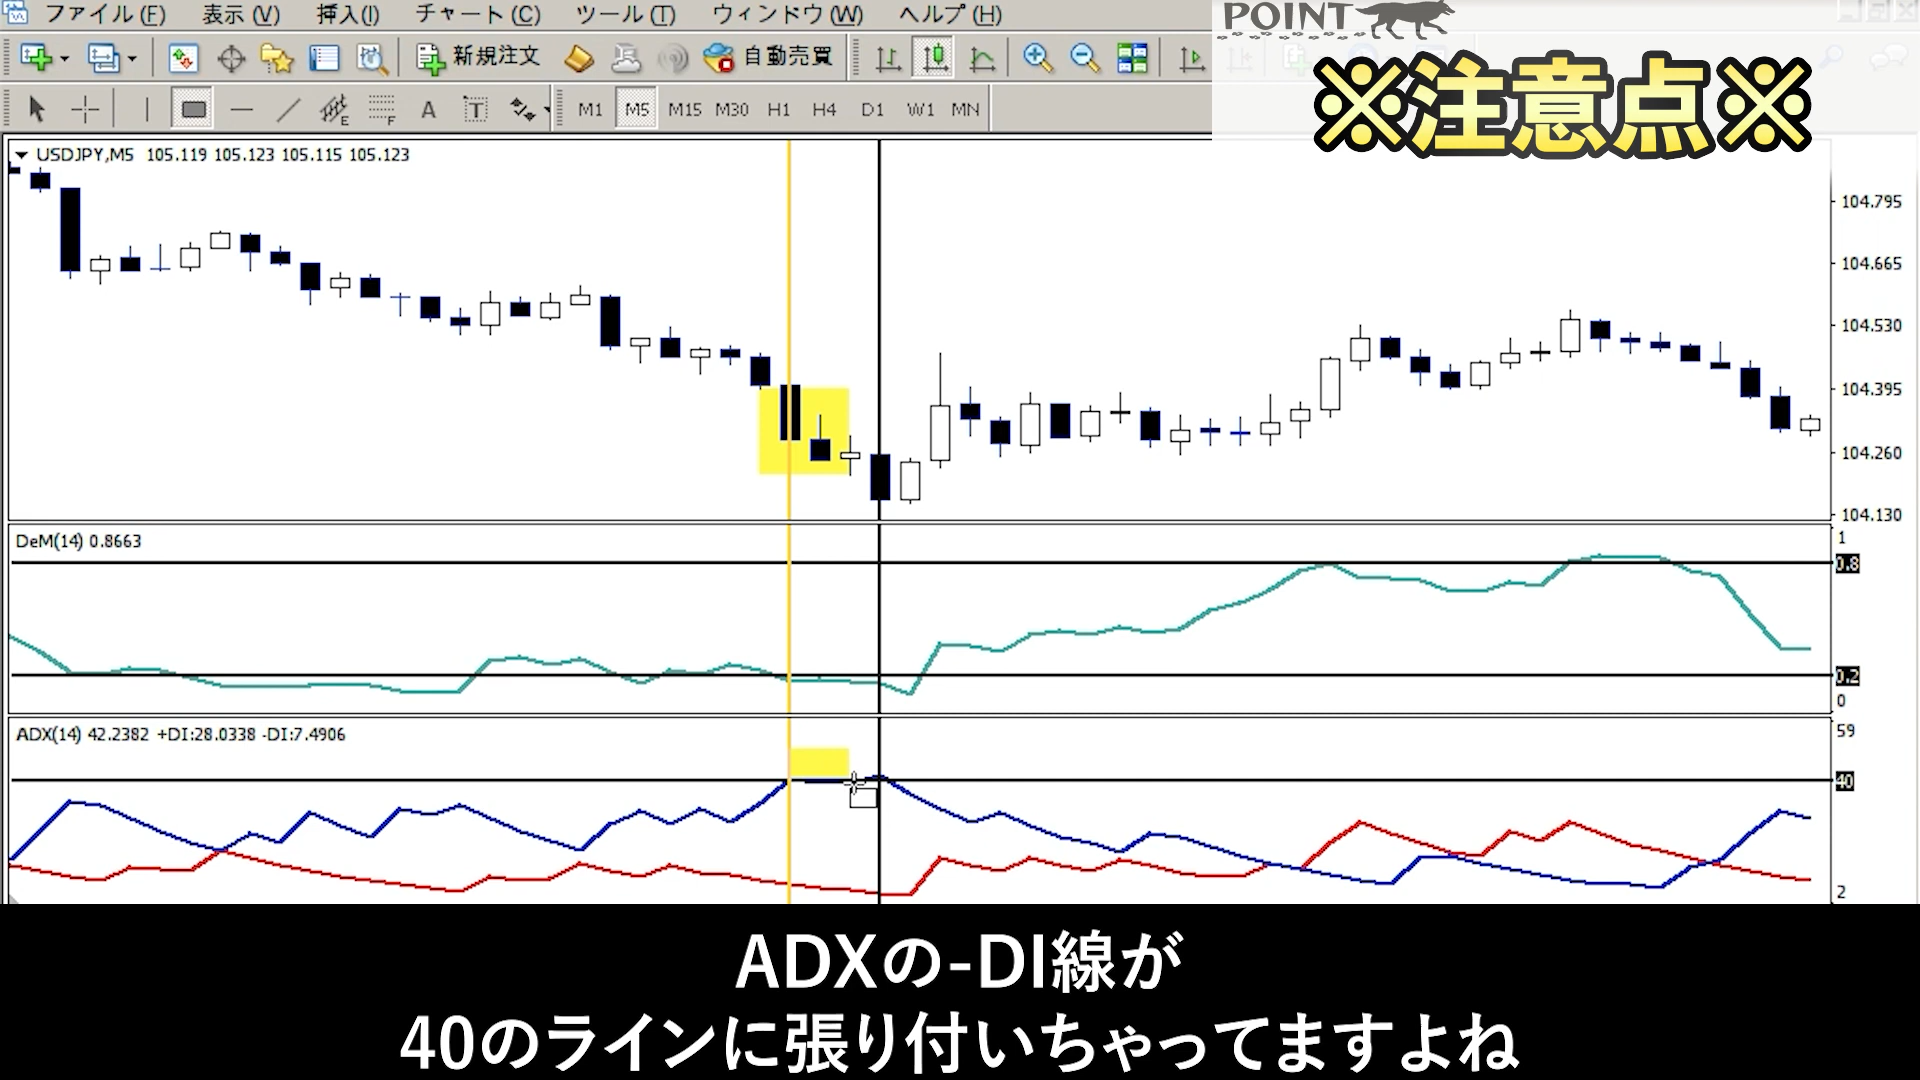 ファイル(F) 表示(V) 挿入(I) チャート(C) ツール(T) ウィンドウ(W) ヘルプ(H)
POINT
※注意点※
新規注文 自動売買
E F A T M1 M5 M15 M30 H1 H4 D1 W1 MN
USDJPY,M5 105.119 105.123 105.115 105.123
104.795
104.665
104.530
104.395
104.260
104.130
DeM(14) 0.8663
1
0.8
0.2
0
ADX(14) 42.2382 +DI:28.0338 -DI:7.4906
59
40
2
ADXの-DI線が
40のラインに張り付いちゃってますよね